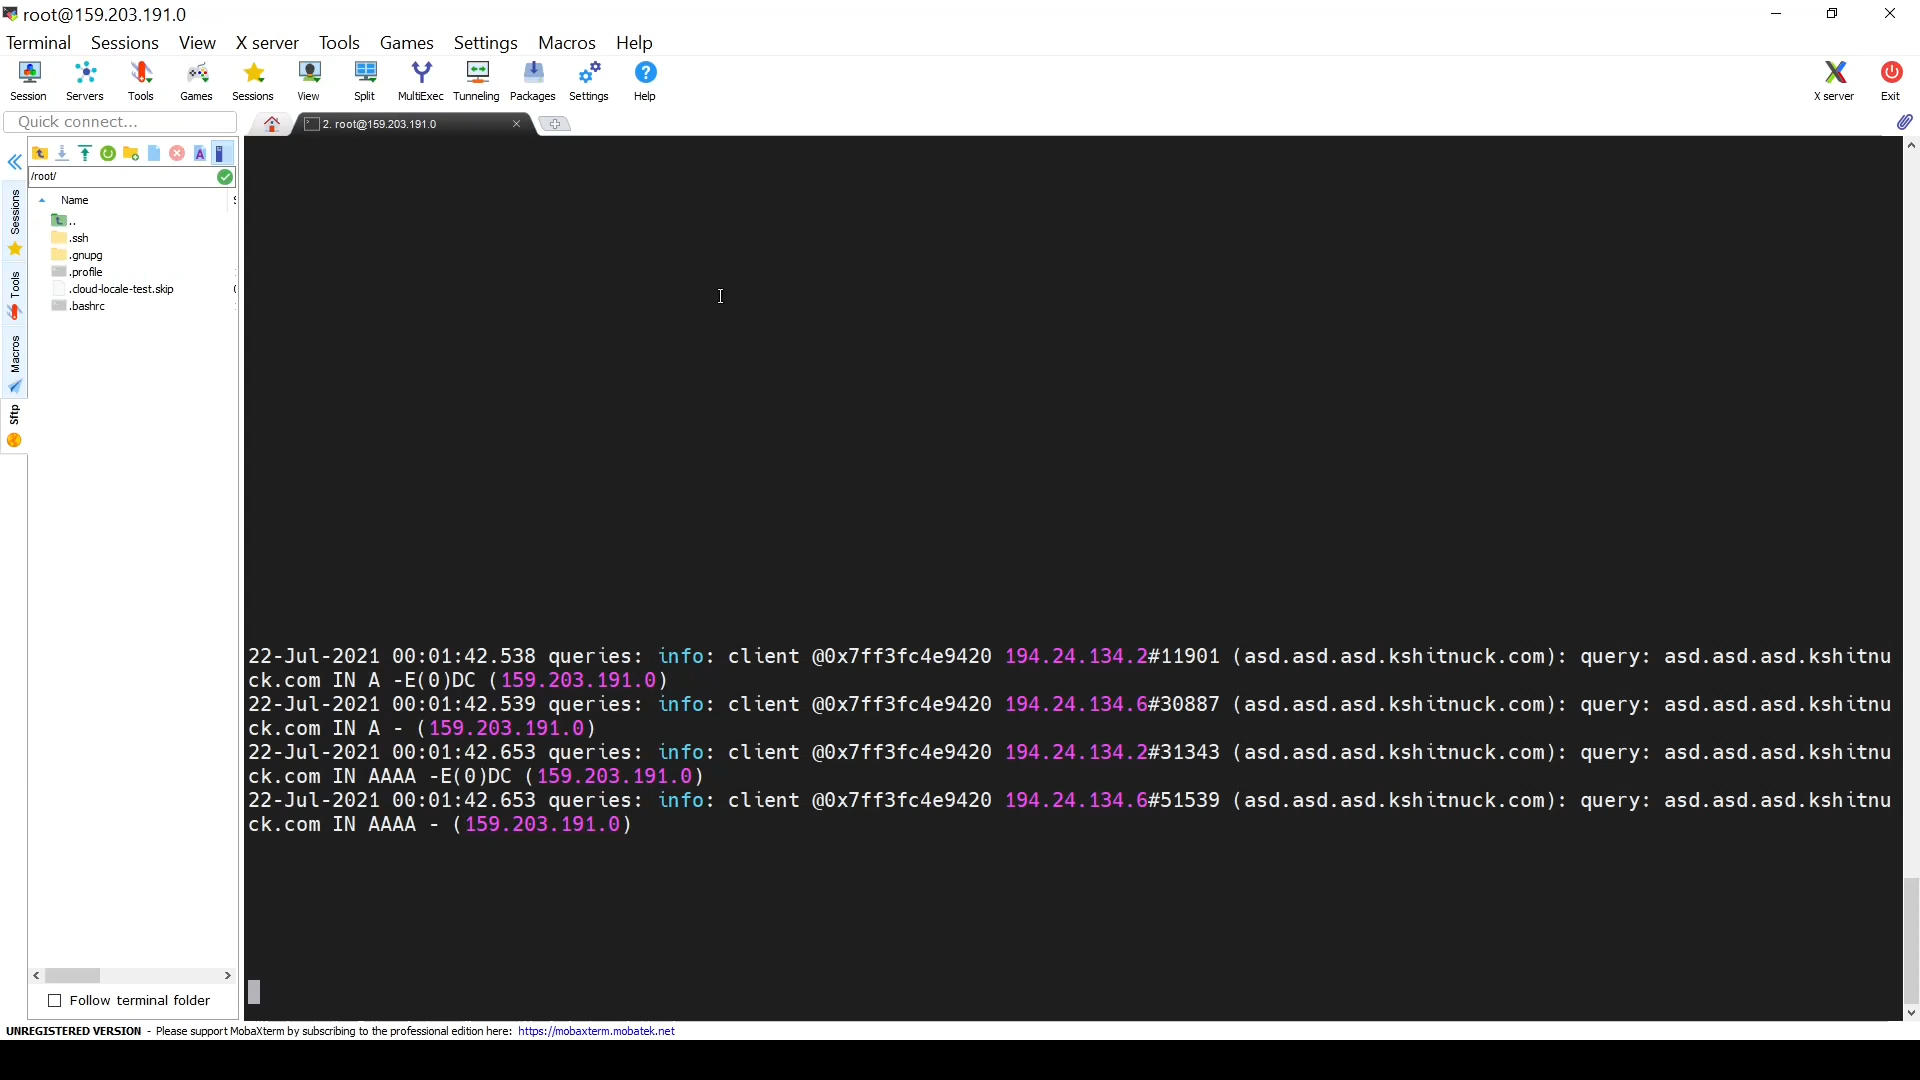 root@159.203.191.0
Terminal Sessions View X server Tools Games Settings Macros Help
Session Servers Tools Games Sessions View Split MultiExec Tunneling Packages Settings Help X server Exit
Quick connect...
2. root@159.203.191.0
/root/
Name
..
.ssh
.gnupg
.profile
.cloud-locale-test.skip
.bashrc
Sessions
Tools
Macros
Sftp
22-Jul-2021 00:01:42.538 queries: info: client @0x7ff3fc4e9420 194.24.134.2#11901 (asd.asd.asd.kshitnuck.com): query: asd.asd.asd.kshitnu
ck.com IN A -E(0)DC (159.203.191.0)
22-Jul-2021 00:01:42.539 queries: info: client @0x7ff3fc4e9420 194.24.134.6#30887 (asd.asd.asd.kshitnuck.com): query: asd.asd.asd.kshitnu
ck.com IN A - (159.203.191.0)
22-Jul-2021 00:01:42.653 queries: info: client @0x7ff3fc4e9420 194.24.134.2#31343 (asd.asd.asd.kshitnuck.com): query: asd.asd.asd.kshitnu
ck.com IN AAAA -E(0)DC (159.203.191.0)
22-Jul-2021 00:01:42.653 queries: info: client @0x7ff3fc4e9420 194.24.134.6#51539 (asd.asd.asd.kshitnuck.com): query: asd.asd.asd.kshitnu
ck.com IN AAAA - (159.203.191.0)
Follow terminal folder
UNREGISTERED VERSION - Please support MobaXterm by subscribing to the professional edition here: https://mobaxterm.mobatek.net